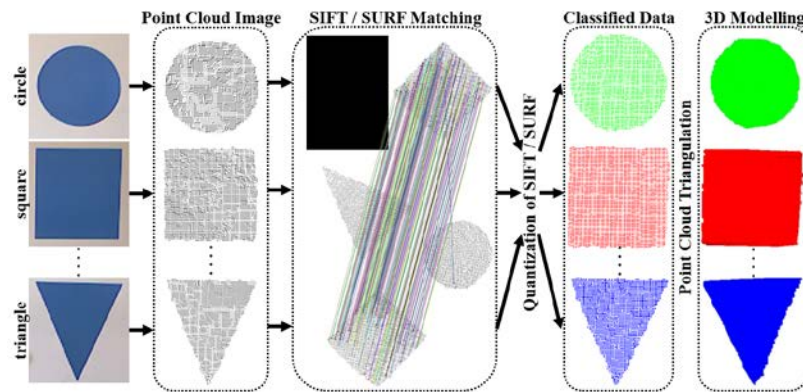 Point Cloud Image
SIFT / SURF Matching
Classified Data
3D Modelling
circle
square
triangle
Quantization of SIFT / SURF
Point Cloud Triangulation